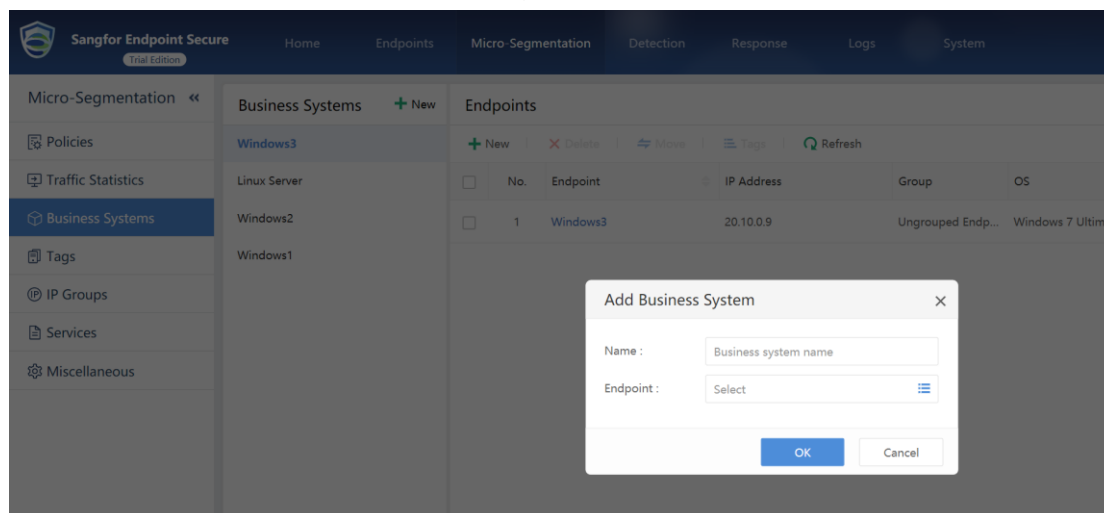 Sangfor Endpoint Secure
Trial Edition
Home Endpoints Micro-Segmentation Detection Response Logs System
Micro-Segmentation «
Policies
Traffic Statistics
Business Systems
Tags
IP Groups
Services
Miscellaneous
Business Systems + New
Windows3
Linux Server
Windows2
Windows1
Endpoints
+ New Delete Move Tags Refresh
No. Endpoint IP Address Group OS
1 Windows3 20.10.0.9 Ungrouped Endp... Windows 7 Ultim
Add Business System
Name : Business system name
Endpoint : Select
OK Cancel